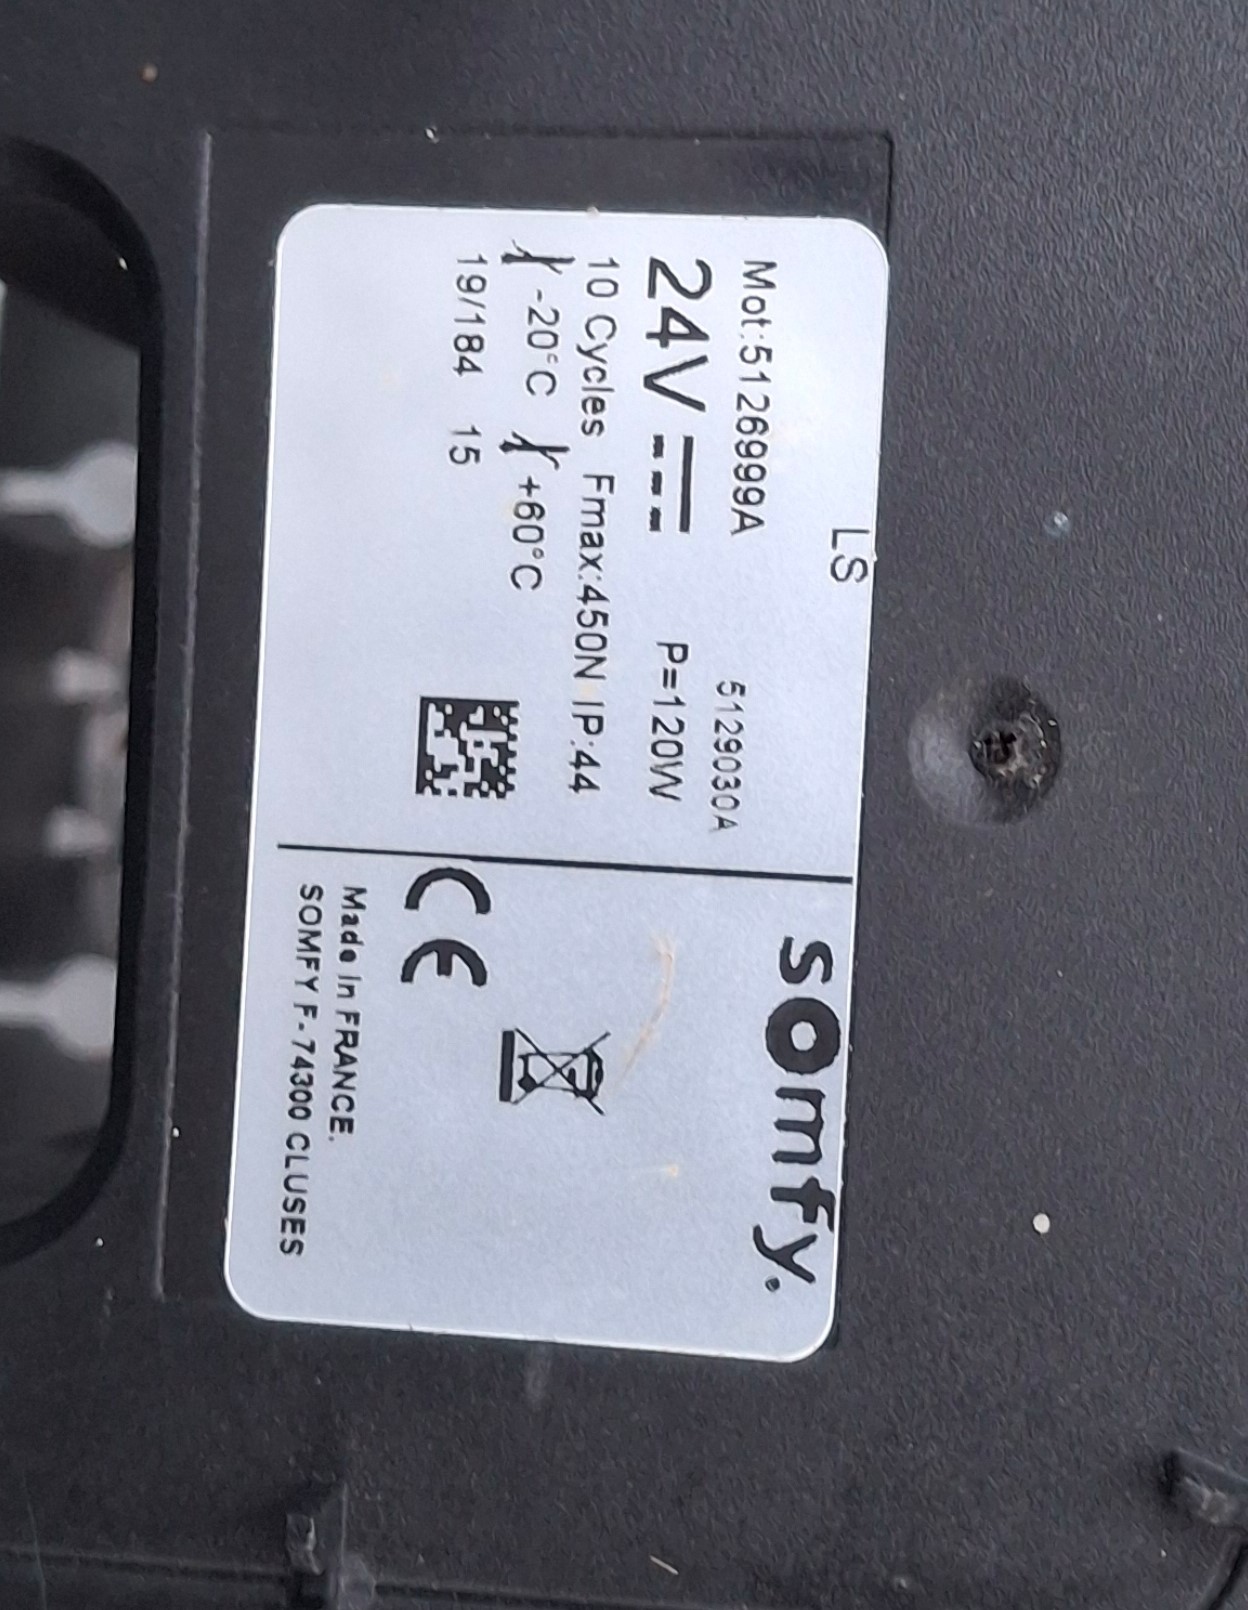 LS
Mot:5126999A
5129030A
24V P=120W
10 Cycles Fmax:450N IP:44
-20°C +60°C
19/184 15
somfy.
CE
Made in FRANCE.
SOMFY F-74300 CLUSES